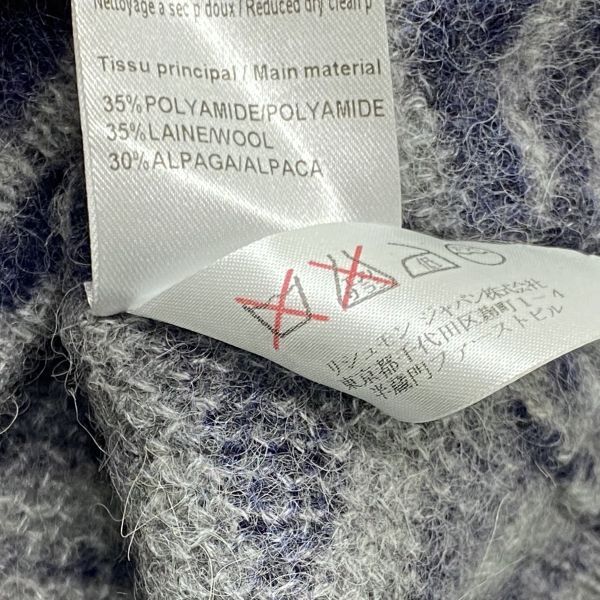 Nettoyage à sec p doux / Reduced dry clean p
Tissu principal / Main material
35% POLYAMIDE/POLYAMIDE
35% LAINE/WOOL
30% ALPAGA/ALPACA
リシュモン ジャパン株式会社
東京都千代田区麹町1-4
半蔵門ファーストビル